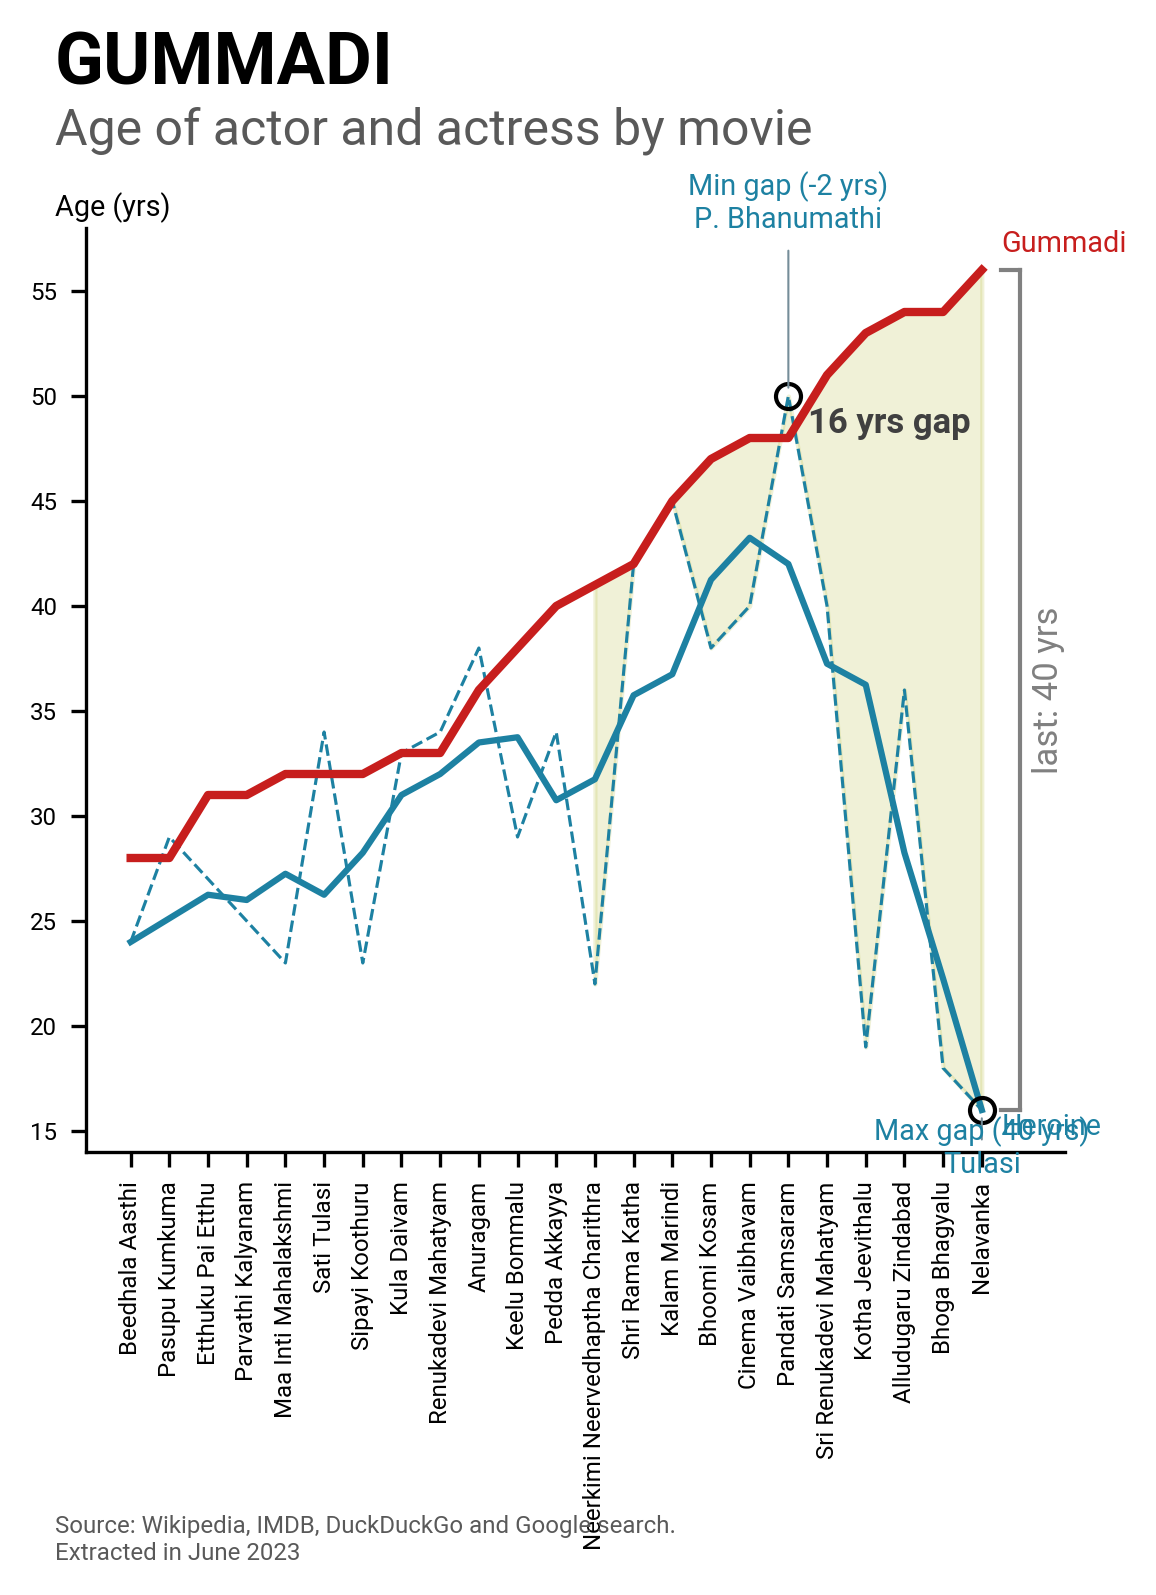 GUMMADI
Age of actor and actress by movie
Min gap (-2 yrs)
P. Bhanumathi
Age (yrs)
Gummadi
55
50
16 yrs gap
45
40
last: 40 yrs
35
30
25
20
15
Max gap (40 yrs)
Heroine
Tulasi
Beedhala Aasthi
Pasupu Kumkuma
Etthuku Pai Etthu
Parvathi Kalyanam
Maa Inti Mahalakshmi
Sati Tulasi
Sipayi Koothuru
Kula Daivam
Renukadevi Mahatyam
Anuragam
Keelu Bommalu
Pedda Akkayya
Neerkimi Neervedhaptha Charithra
Shri Rama Katha
Kalam Marindi
Bhoomi Kosam
Cinema Vaibhavam
Pandati Samsaram
Sri Renukadevi Mahatyam
Kotha Jeevithalu
Alludugaru Zindabad
Bhoga Bhagyalu
Nelavanka
Source: Wikipedia, IMDB, DuckDuckGo and Google search.
Extracted in June 2023